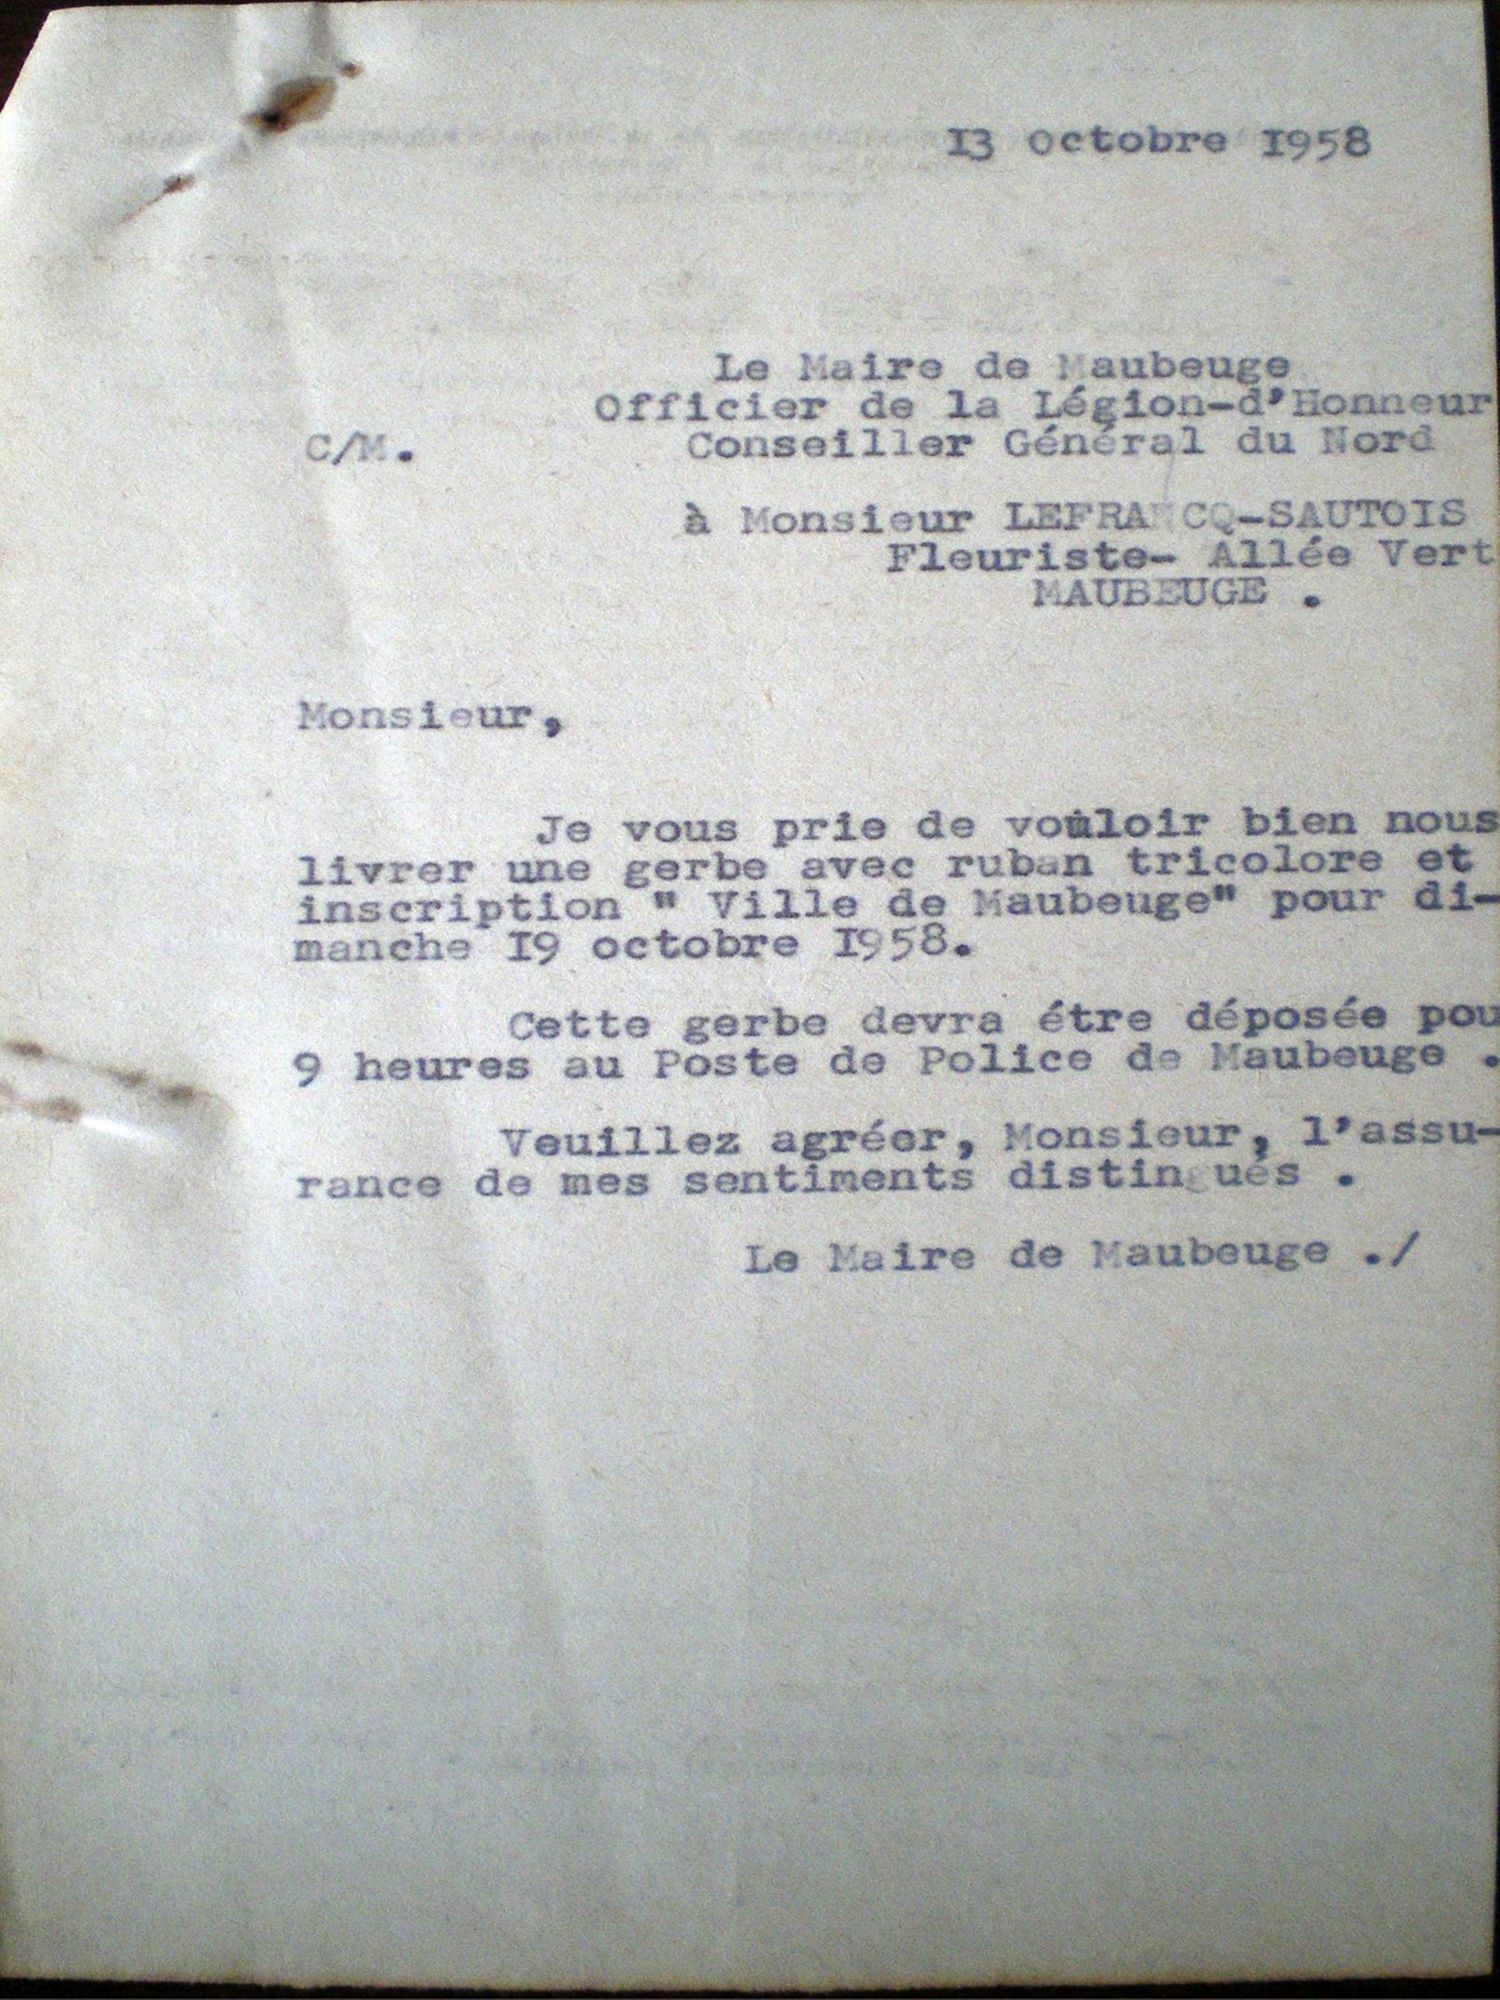 13 Octobre 1958
Le Maire de Maubeuge
Officier de la Légion-d'Honneur
C/M. Conseiller Général du Nord
à Monsieur LEFRANCQ-SAUTOIS
Fleuriste- Allée Vert
MAUBEUGE .
Monsieur,
Je vous prie de vouloir bien nous
livrer une gerbe avec ruban tricolore et
inscription " Ville de Maubeuge" pour di-
manche 19 octobre 1958.
Cette gerbe devra étre déposée pou
9 heures au Poste de Police de Maubeuge .
Veuillez agréer, Monsieur, l'assu-
rance de mes sentiments distingués .
Le Maire de Maubeuge ./